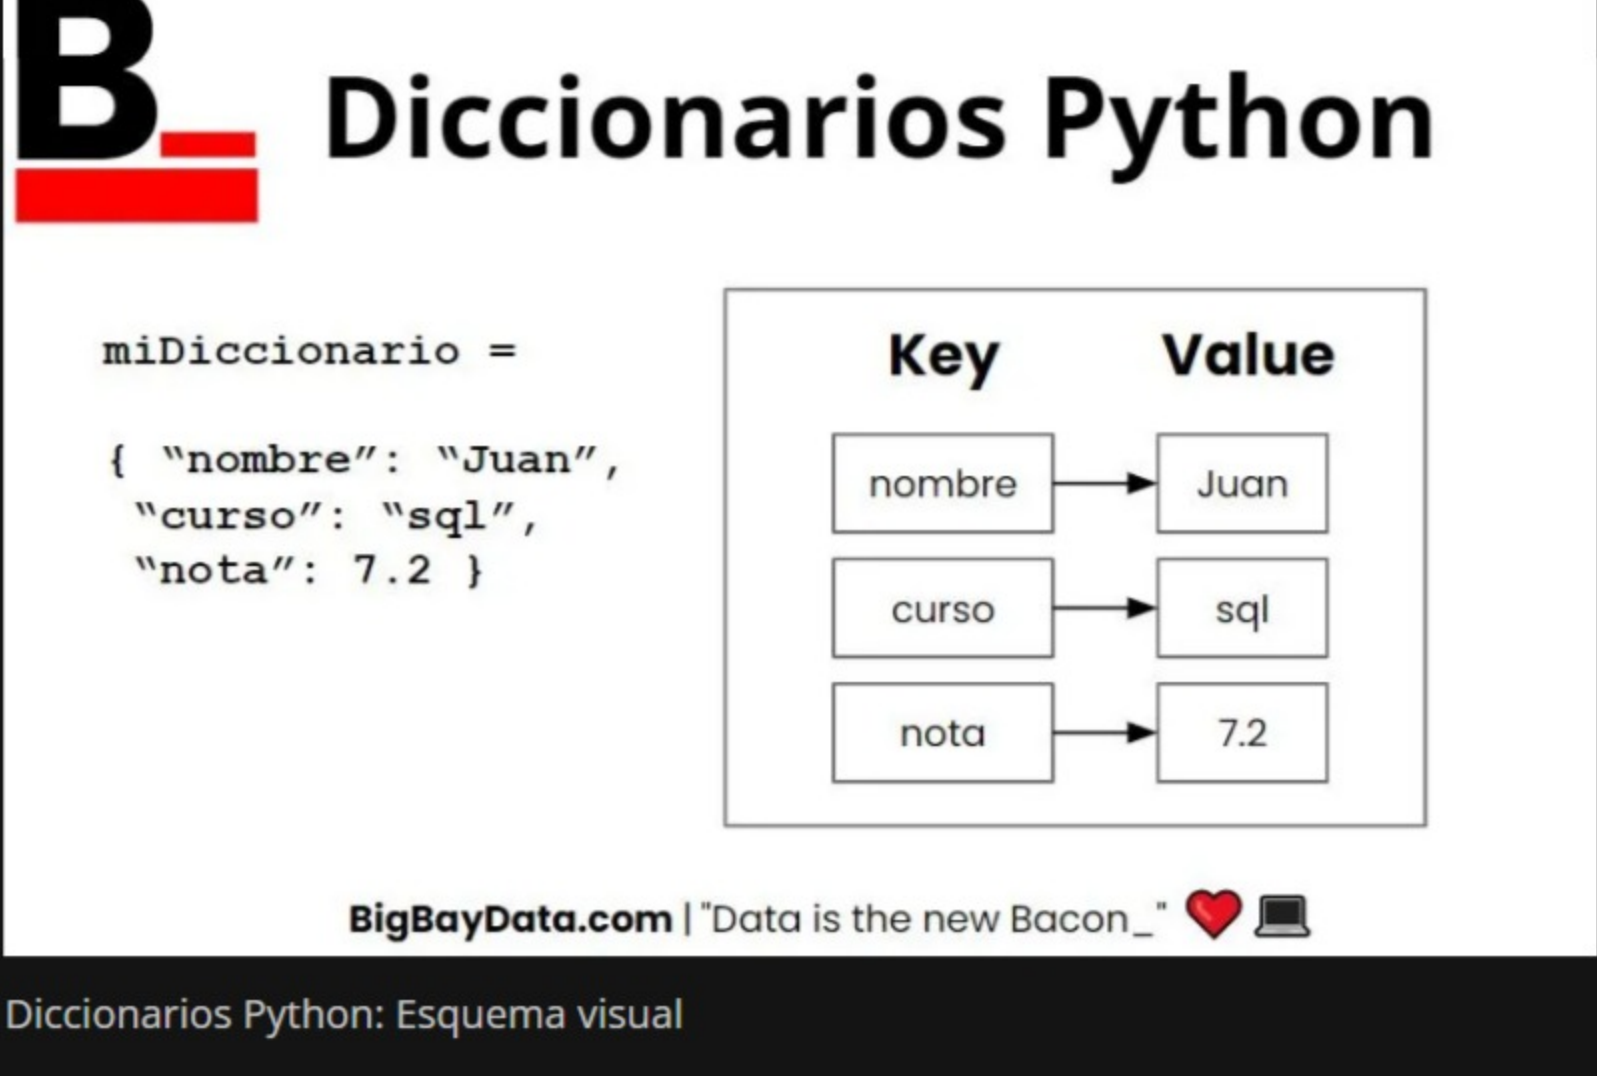 B_
Diccionarios Python
miDiccionario =
{ “nombre”: “Juan”,
“curso”: “sql”,
“nota”: 7.2 }
Key Value
nombre Juan
curso sql
nota 7.2
BigBayData.com | "Data is the new Bacon_" ❤️ 💻
Diccionarios Python: Esquema visual